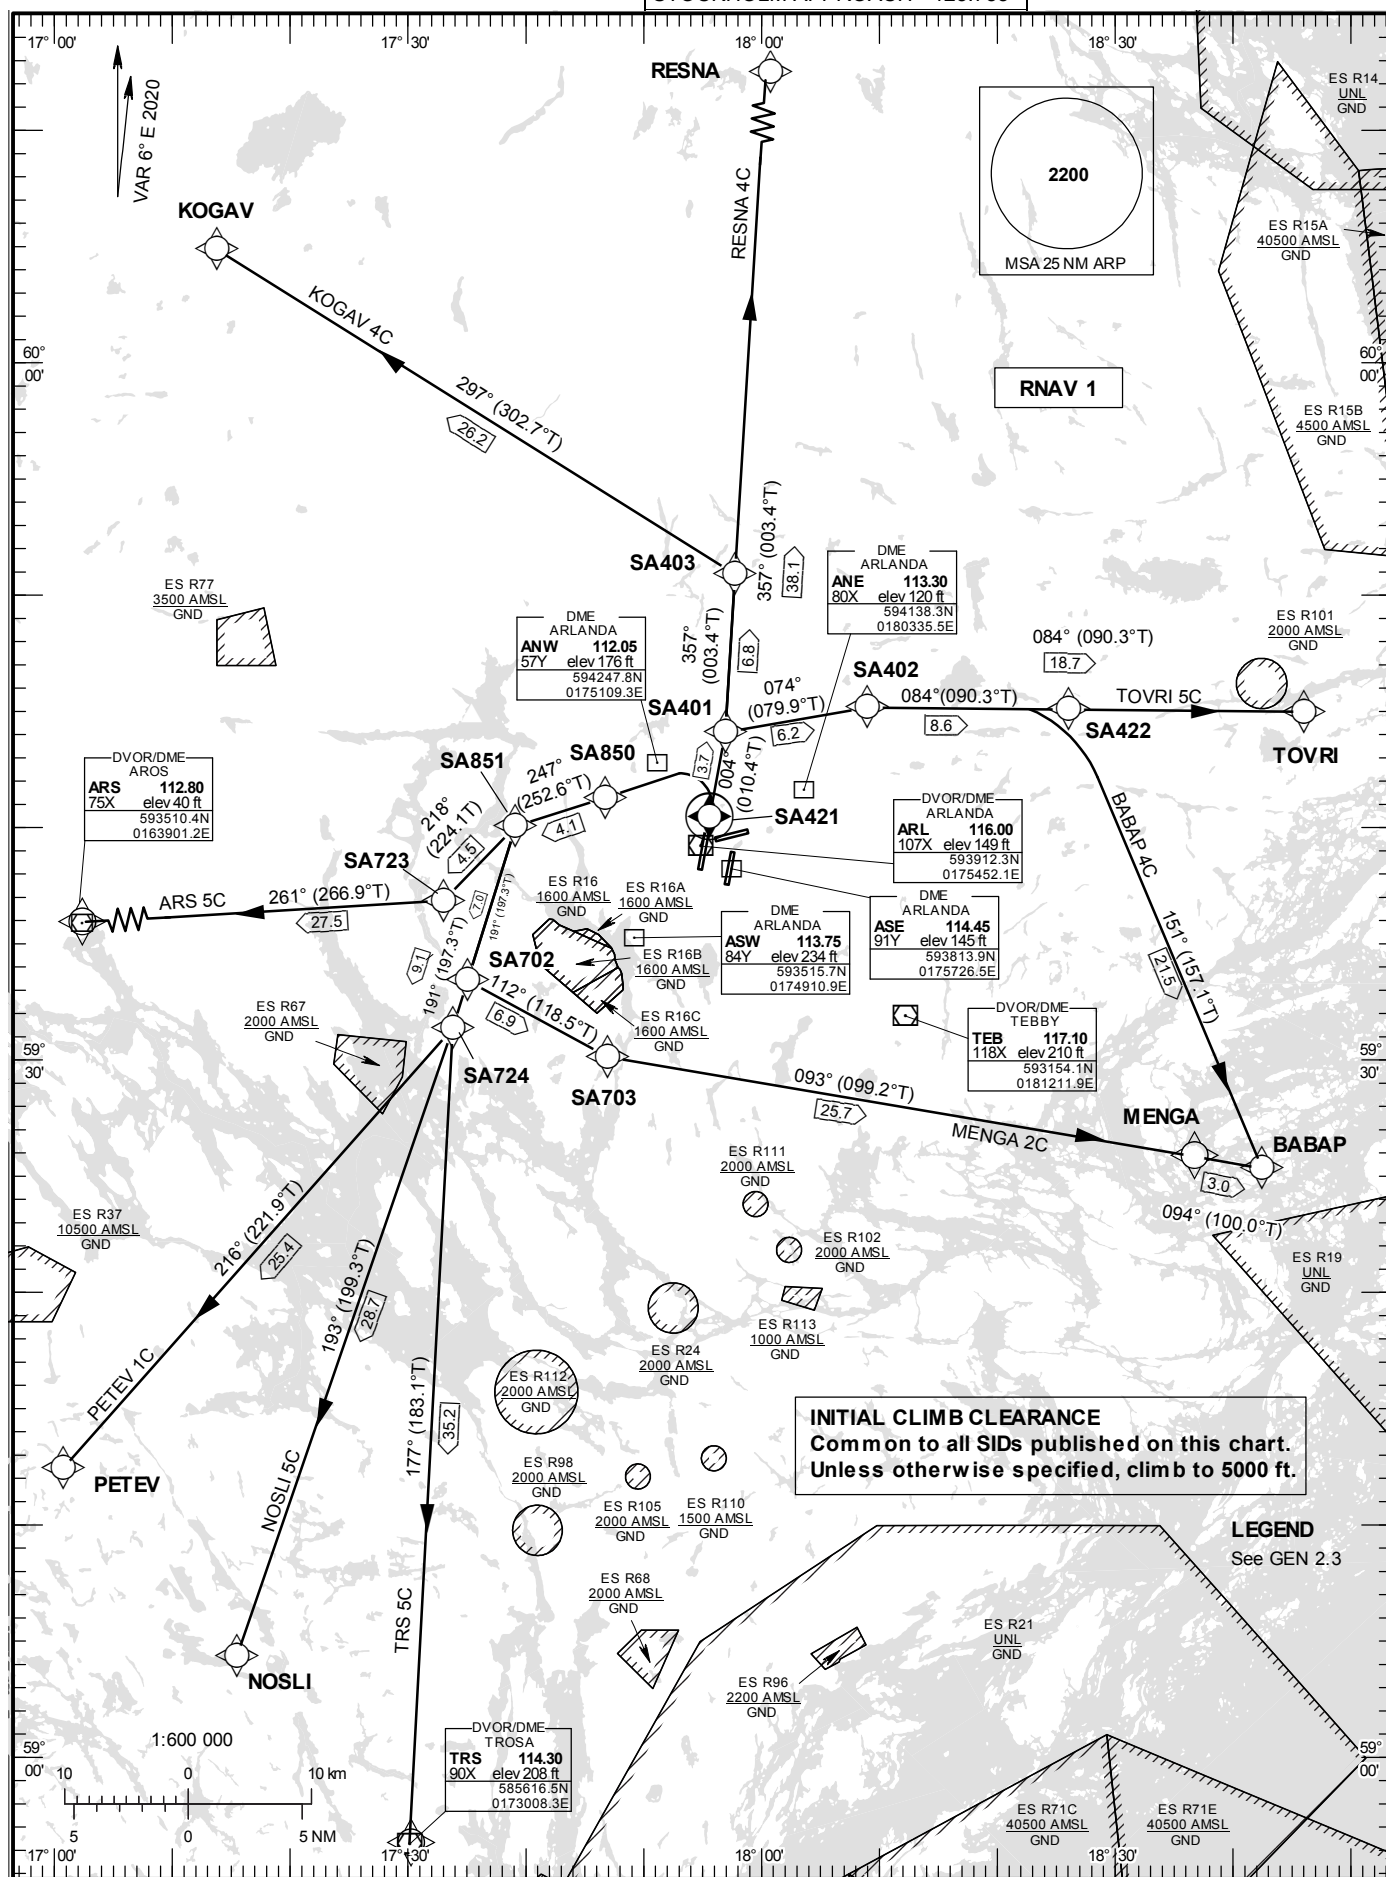 17° 00'
17° 30'
18° 00'
18° 30'
VAR 6° E 2020
RESNA
ES R14
UNL
GND
2200
MSA 25 NM ARP
KOGAV
RESNA 4C
ES R15A
40500 AMSL
GND
KOGAV 4C
60°
00'
60°
00'
RNAV 1
297° (302.7°T)
26.2
ES R15B
4500 AMSL
GND
357° (003.4°T)
38.1
SA403
DME
ARLANDA
ANE 113.30
80X elev 120 ft
594138.3N
0180335.5E
ES R77
3500 AMSL
GND
DME
ARLANDA
ANW 112.05
57Y elev 176 ft
594247.8N
0175109.3E
357°
(003.4°T)
6.8
ES R101
2000 AMSL
GND
084° (090.3°T)
18.7
SA402
074°
(079.9°T)
6.2
084°(090.3°T)
8.6
TOVRI 5C
SA401
SA422
TOVRI
SA850
SA851
3.7
004°
(010.4°T)
247°
(252.6°T)
4.1
DVOR/DME
AROS
ARS 112.80
75X elev 40 ft
593510.4N
0163901.2E
218°
(224.1T)
4.5
SA421
DVOR/DME
ARLANDA
ARL 116.00
107X elev 149 ft
593912.3N
0175452.1E
BABAP 4C
SA723
ARS 5C
261° (266.9°T)
27.5
7.0
191° (197.3°T)
ES R16
1600 AMSL
GND
ES R16A
1600 AMSL
GND
DME
ARLANDA
ASE 114.45
91Y elev 145 ft
593813.9N
0175726.5E
DME
ARLANDA
ASW 113.75
84Y elev 234 ft
593515.7N
0174910.9E
151° (157.1°T)
21.5
9.1
191° (197.3°T)
SA702
ES R16B
1600 AMSL
GND
112° (118.5°T)
6.9
ES R16C
1600 AMSL
GND
ES R67
2000 AMSL
GND
DVOR/DME
TEBBY
TEB 117.10
118X elev 210 ft
593154.1N
0181211.9E
59°
30'
SA724
SA703
093° (099.2°T)
25.7
MENGA 2C
MENGA
BABAP
3.0
094° (100.0°T)
ES R111
2000 AMSL
GND
ES R37
10500 AMSL
GND
216° (221.9°T)
25.4
193° (199.3°T)
28.7
ES R102
2000 AMSL
GND
ES R19
UNL
GND
ES R113
1000 AMSL
GND
ES R24
2000 AMSL
GND
PETEV 1C
177° (183.1°T)
35.2
ES R112
2000 AMSL
GND
INITIAL CLIMB CLEARANCE
Common to all SIDs published on this chart.
Unless otherwise specified, climb to 5000 ft.
PETEV
NOSLI 5C
ES R98
2000 AMSL
GND
ES R105
2000 AMSL
GND
ES R110
1500 AMSL
GND
LEGEND
See GEN 2.3
ES R68
2000 AMSL
GND
TRS 5C
ES R21
UNL
GND
NOSLI
ES R96
2200 AMSL
GND
1:600 000
10 0 10 km
5 0 5 NM
DVOR/DME
TROSA
TRS 114.30
90X elev 208 ft
585616.5N
0173008.3E
59°
00'
59°
00'
ES R71C
40500 AMSL
GND
ES R71E
40500 AMSL
GND
17° 00'
17° 30'
18° 00'
18° 30'